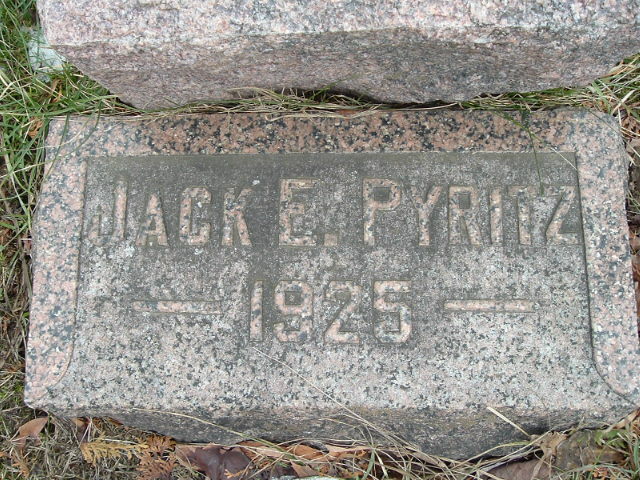 JACK E. PYRITZ
— 1925 —